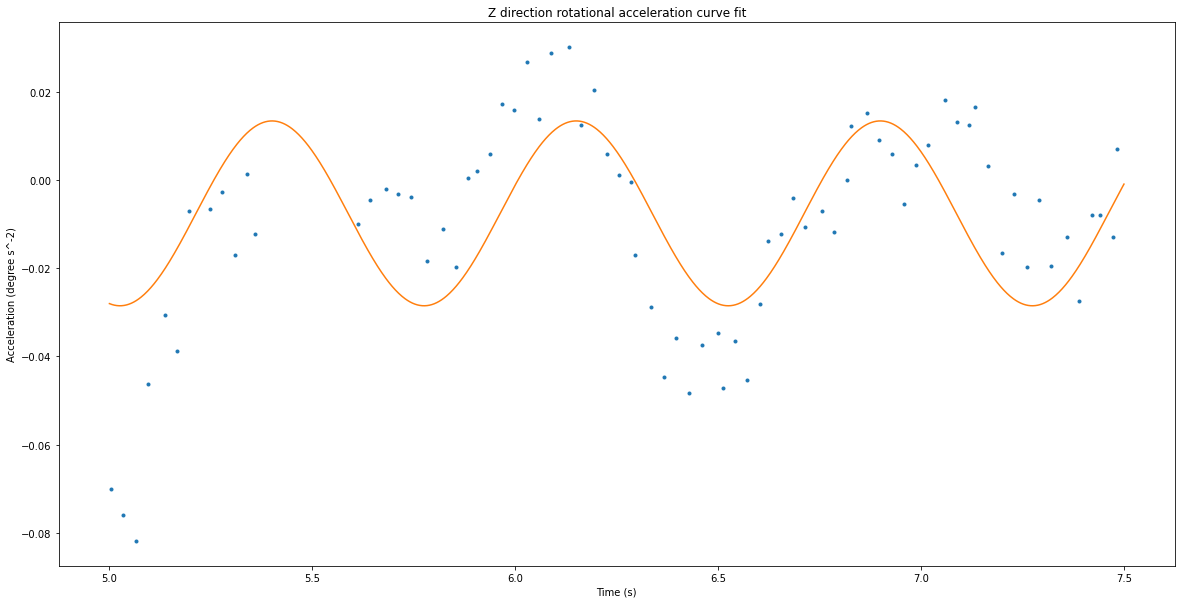 Z direction rotational acceleration curve fit
Acceleration (degree s^-2)
0.02
0.00
−0.02
−0.04
−0.06
−0.08
5.0 5.5 6.0 6.5 7.0 7.5
Time (s)